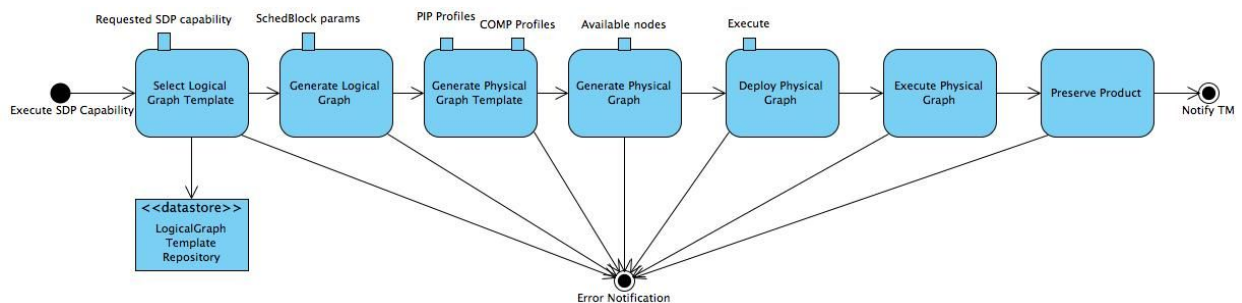 Requested SDP capability
SchedBlock params
PIP Profiles
COMP Profiles
Available nodes
Execute
Execute SDP Capability
Select Logical
Graph Template
Generate Logical
Graph
Generate Physical
Graph Template
Generate Physical
Graph
Deploy Physical
Graph
Execute Physical
Graph
Preserve Product
Notify TM
<<datastore>>
LogicalGraph
Template
Repository
Error Notification